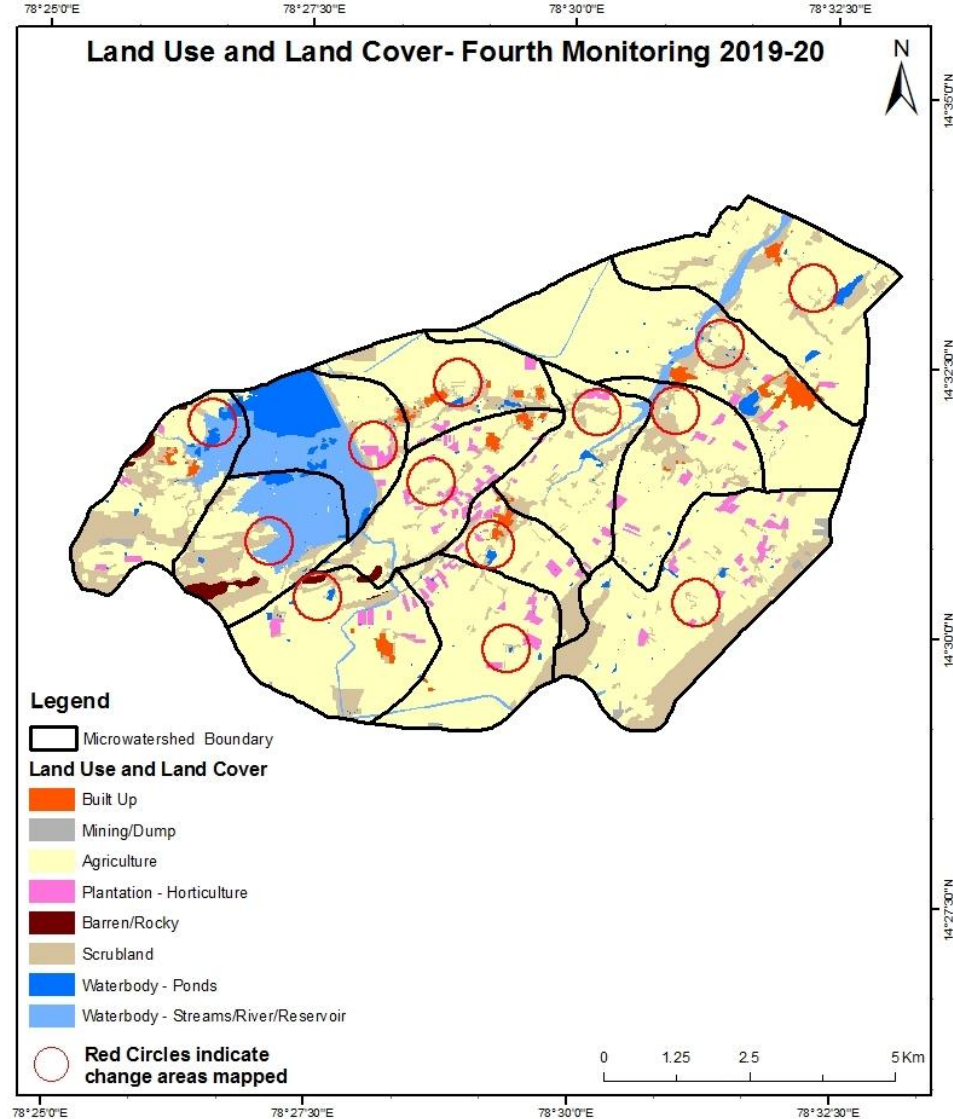 78°25'0"E 78°27'30"E 78°30'0"E 78°32'30"E
Land Use and Land Cover- Fourth Monitoring 2019-20
N
14°35'0"N
14°32'30"N
14°30'0"N
14°27'30"N
Legend
Microwatershed Boundary
Land Use and Land Cover
Built Up
Mining/Dump
Agriculture
Plantation - Horticulture
Barren/Rocky
Scrubland
Waterbody - Ponds
Waterbody - Streams/River/Reservoir
Red Circles indicate
change areas mapped
0 1.25 2.5 5 Km
78°25'0"E 78°27'30"E 78°30'0"E 78°32'30"E